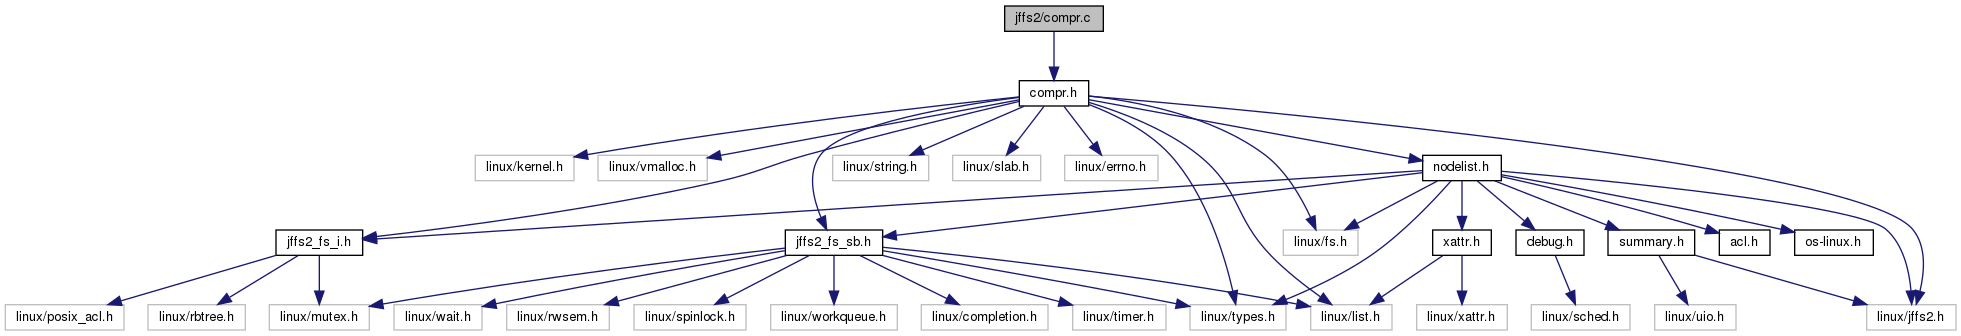 jffs2/compr.c
compr.h
linux/kernel.h
linux/vmalloc.h
linux/string.h
linux/slab.h
linux/errno.h
nodelist.h
jffs2_fs_i.h
jffs2_fs_sb.h
linux/fs.h
xattr.h
debug.h
summary.h
acl.h
os-linux.h
linux/posix_acl.h
linux/rbtree.h
linux/mutex.h
linux/wait.h
linux/rwsem.h
linux/spinlock.h
linux/workqueue.h
linux/completion.h
linux/timer.h
linux/types.h
linux/list.h
linux/xattr.h
linux/sched.h
linux/uio.h
linux/jffs2.h